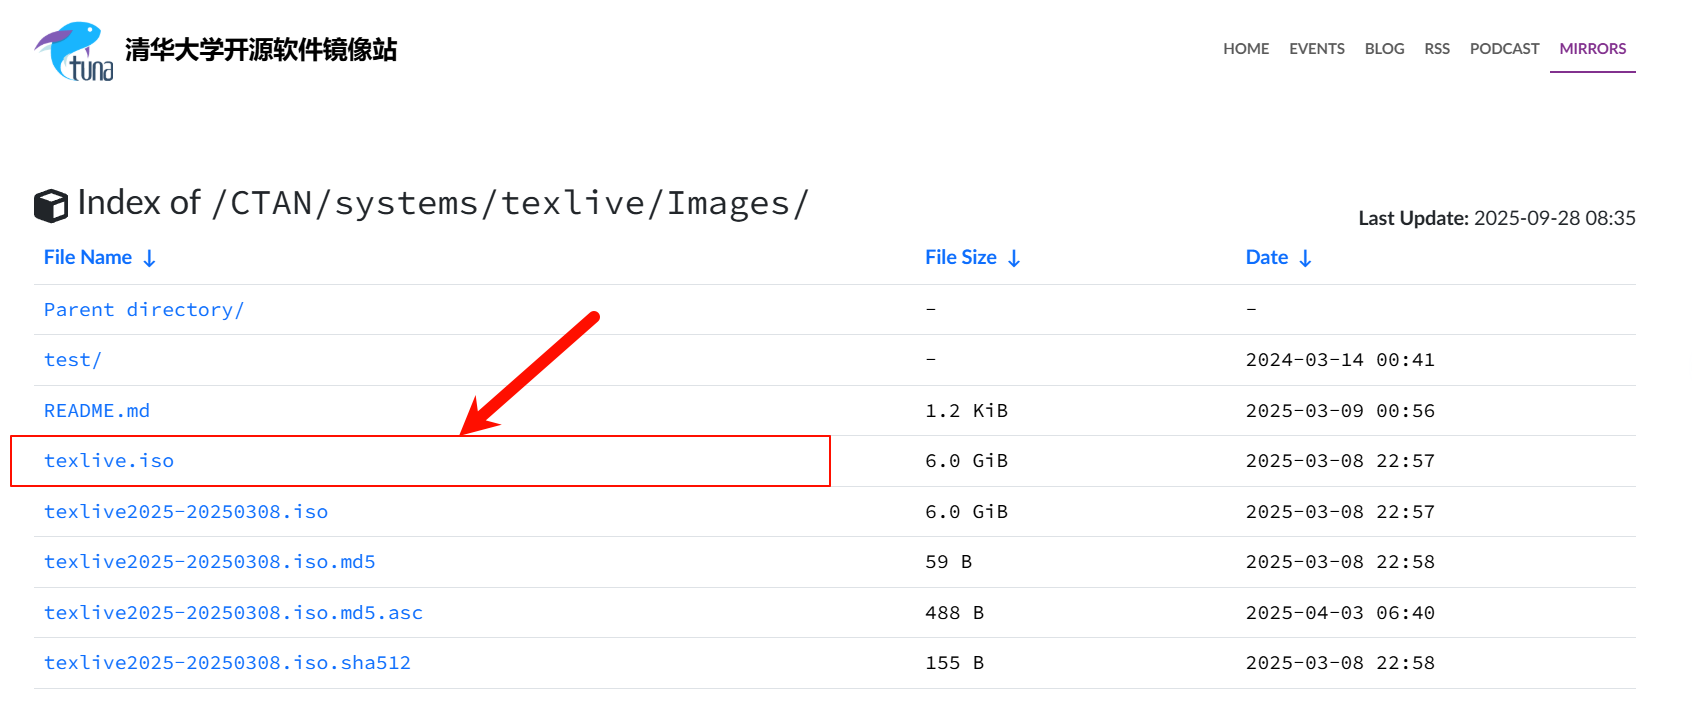 tuna 清华大学开源软件镜像站
HOME EVENTS BLOG RSS PODCAST MIRRORS
Index of /CTAN/systems/texlive/Images/
Last Update: 2025-09-28 08:35
File Name ↓ File Size ↓ Date ↓
Parent directory/ - -
test/ - 2024-03-14 00:41
README.md 1.2 KiB 2025-03-09 00:56
texlive.iso 6.0 GiB 2025-03-08 22:57
texlive2025-20250308.iso 6.0 GiB 2025-03-08 22:57
texlive2025-20250308.iso.md5 59 B 2025-03-08 22:58
texlive2025-20250308.iso.md5.asc 488 B 2025-04-03 06:40
texlive2025-20250308.iso.sha512 155 B 2025-03-08 22:58